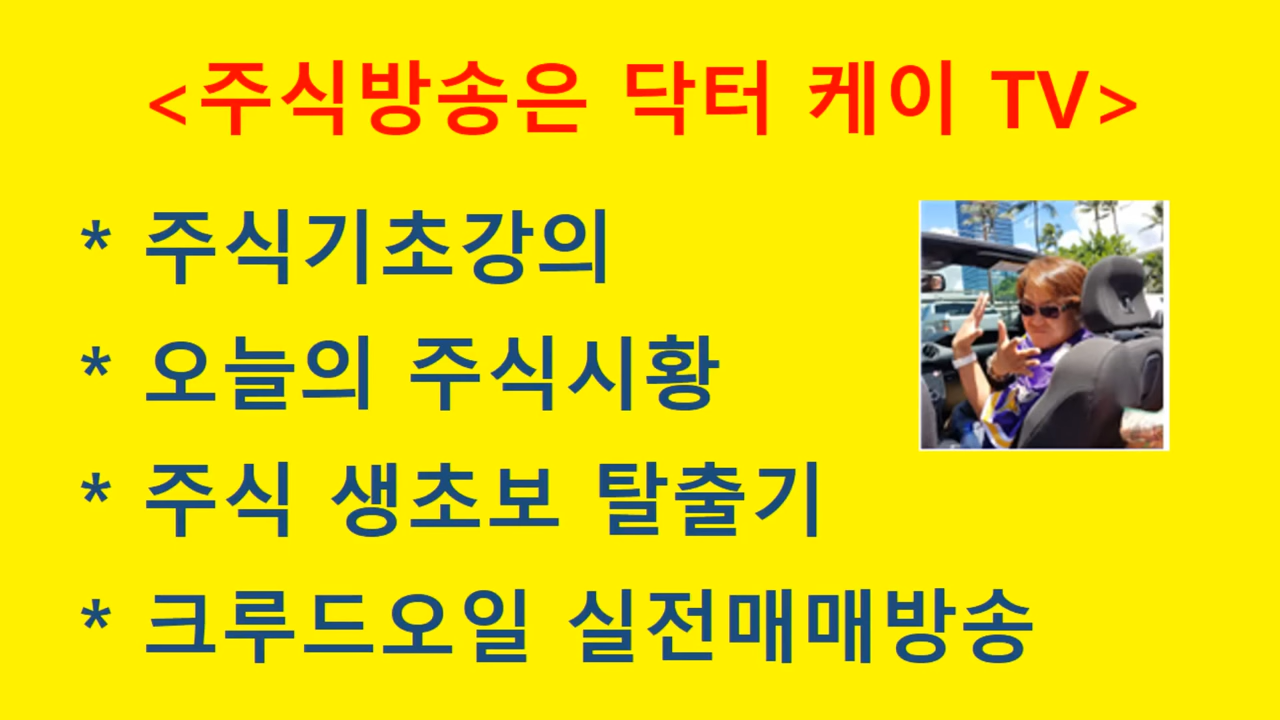 <주식방송은 닥터 케이 TV>
* 주식기초강의
* 오늘의 주식시황
* 주식 생초보 탈출기
* 크루드오일 실전매매방송